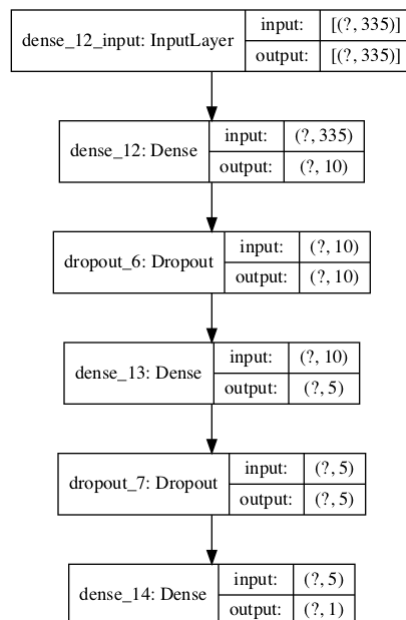 dense_12_input: InputLayer input: [(?, 335)]
output: [(?, 335)]
dense_12: Dense input: (?, 335)
output: (?, 10)
dropout_6: Dropout input: (?, 10)
output: (?, 10)
dense_13: Dense input: (?, 10)
output: (?, 5)
dropout_7: Dropout input: (?, 5)
output: (?, 5)
dense_14: Dense input: (?, 5)
output: (?, 1)